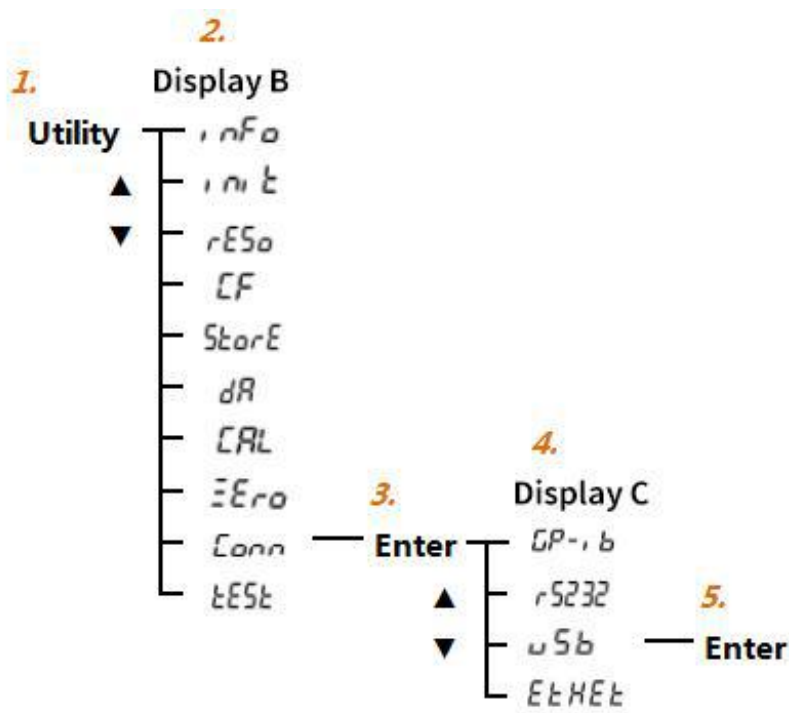 2.
1.
Display B
Utility
inFo
▲
init
▼
rESo
CF
StorE
dA
CAL
4.
ZEro
3.
Display C
Conn
Enter
GP-ib
tESt
▲
rS232
5.
▼
uSb
Enter
EtHEt